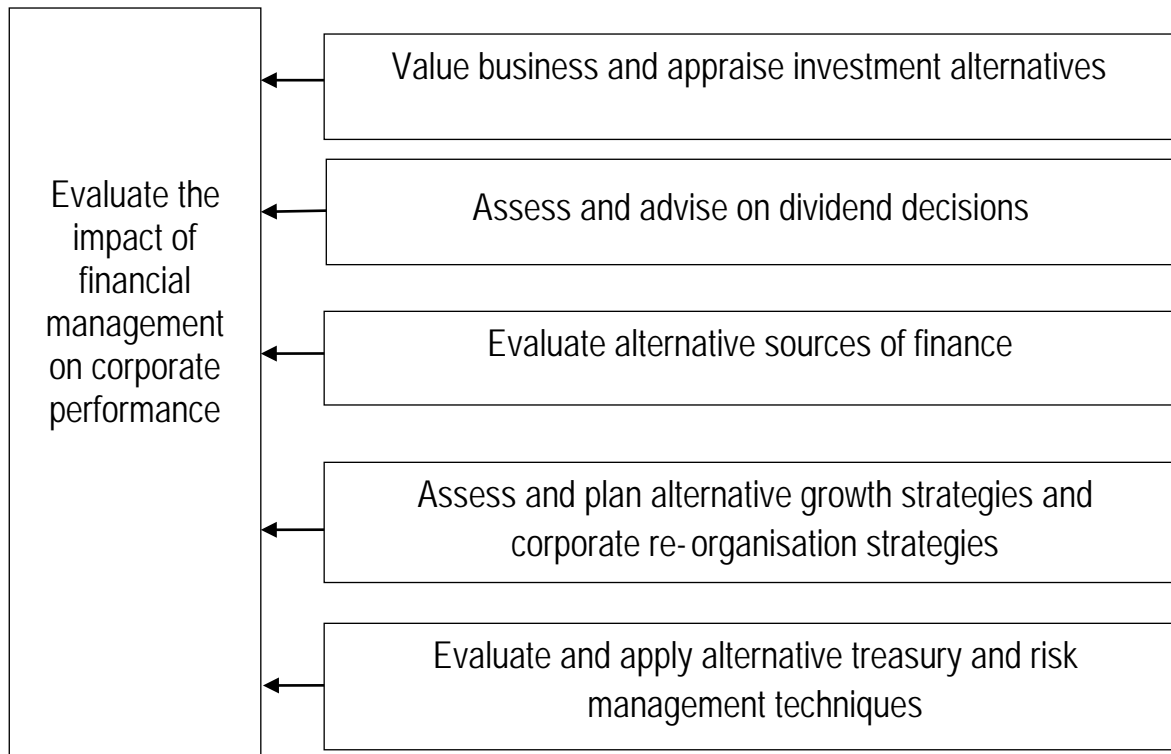 Evaluate the
impact of
financial
management
on corporate
performance
Value business and appraise investment alternatives
Assess and advise on dividend decisions
Evaluate alternative sources of finance
Assess and plan alternative growth strategies and
corporate re-organisation strategies
Evaluate and apply alternative treasury and risk
management techniques